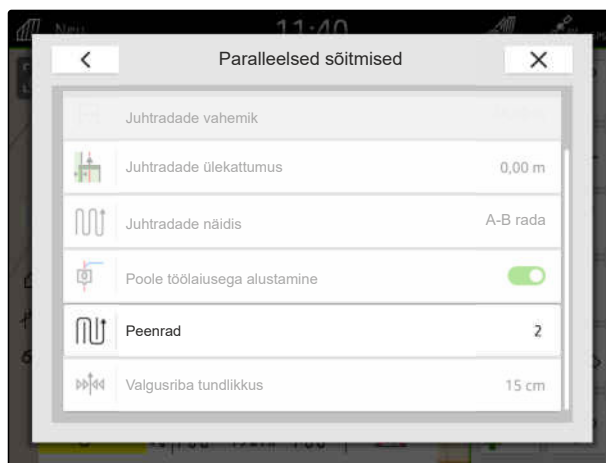 11:40
Paralleelsed sõitmised
Juhtradade vahemik
Juhtradade ülekattumus 0,00 m
Juhtradade näidis A-B rada
Poole töölaiusega alustamine
Peenrad 2
Valgusriba tundlikkus 15 cm